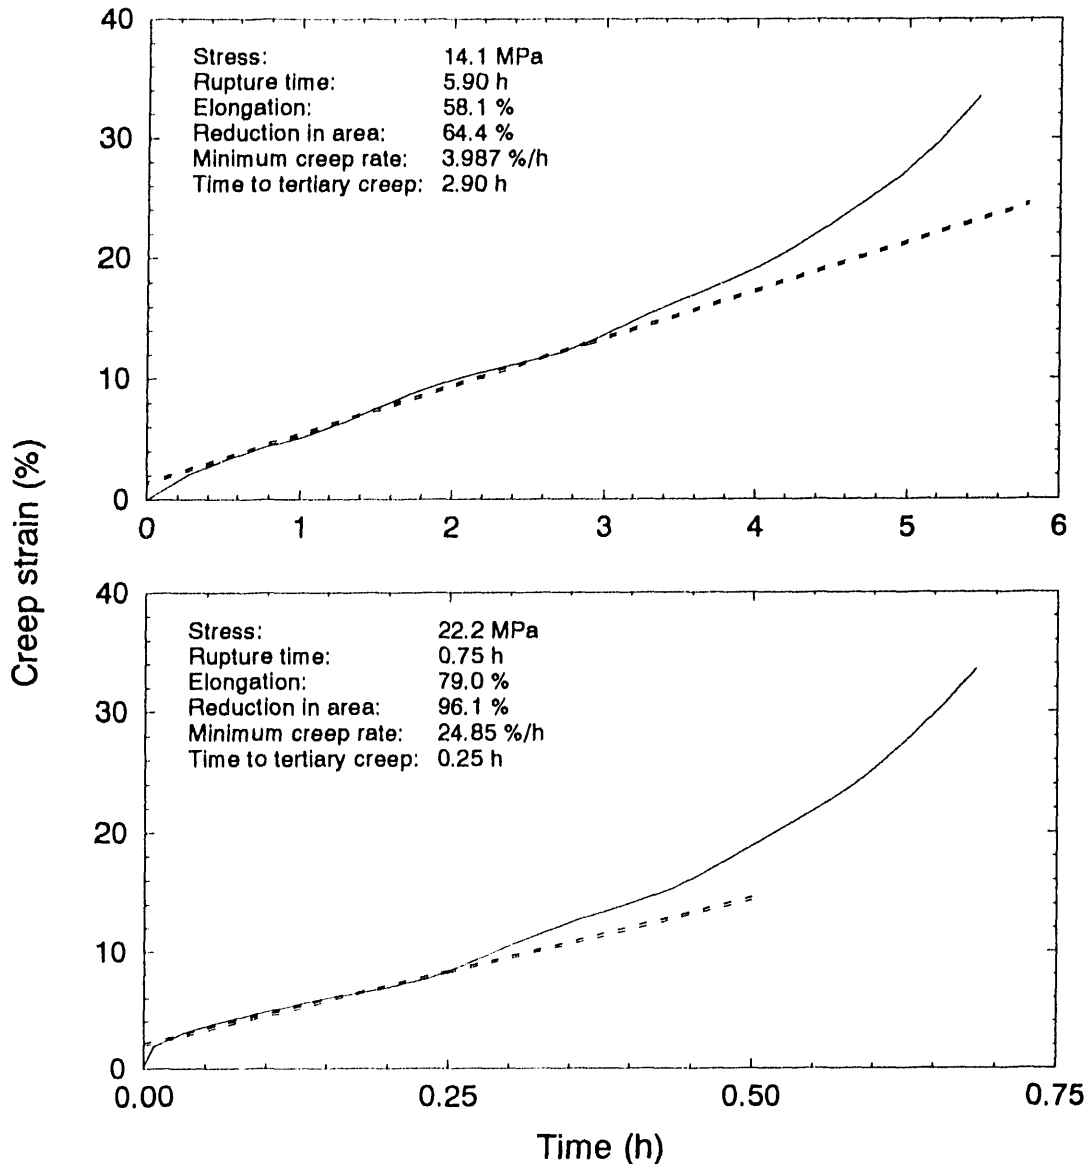 40
Stress: 14.1 MPa
Rupture time: 5.90 h
Elongation: 58.1 %
Reduction in area: 64.4 %
Minimum creep rate: 3.987 %/h
Time to tertiary creep: 2.90 h
30
20
10
0
0 1 2 3 4 5 6
Creep strain (%)
40
Stress: 22.2 MPa
Rupture time: 0.75 h
Elongation: 79.0 %
Reduction in area: 96.1 %
Minimum creep rate: 24.85 %/h
Time to tertiary creep: 0.25 h
30
20
10
0
0.00 0.25 0.50 0.75
Time (h)